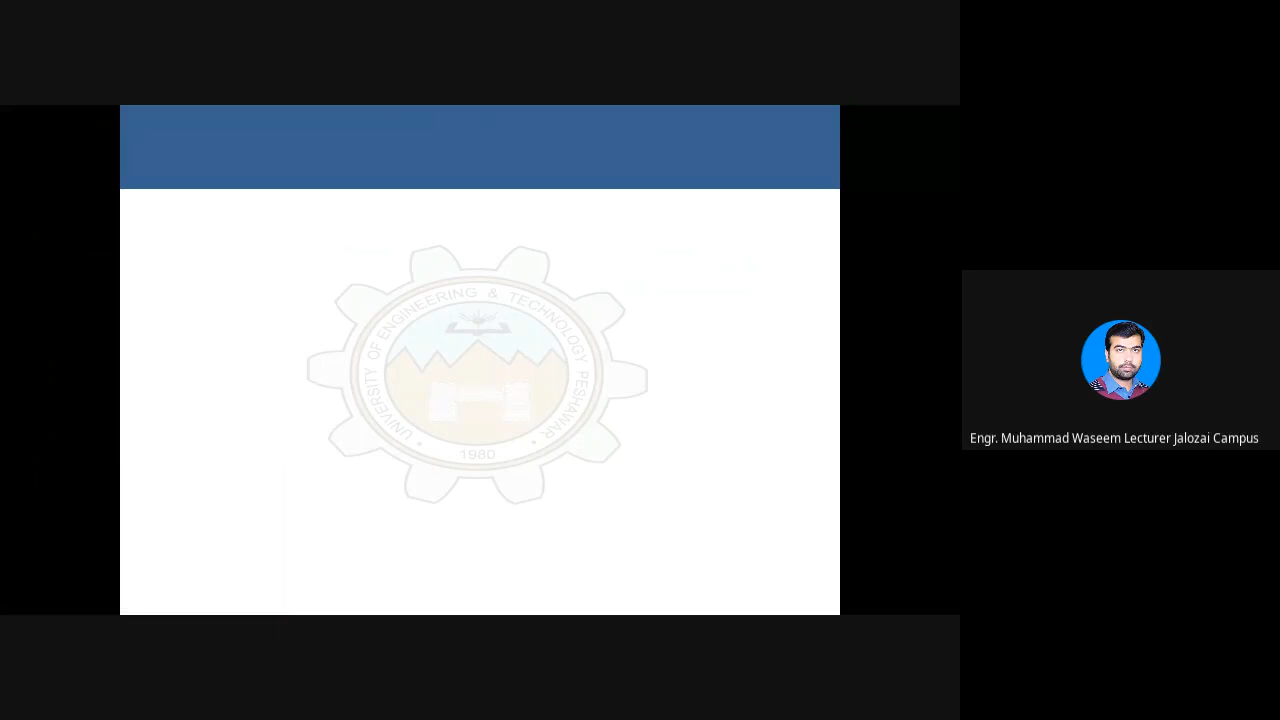 UNIVERSITY OF ENGINEERING & TECHNOLOGY PESHAWAR
1980
Engr. Muhammad Waseem Lecturer Jalozai Campus